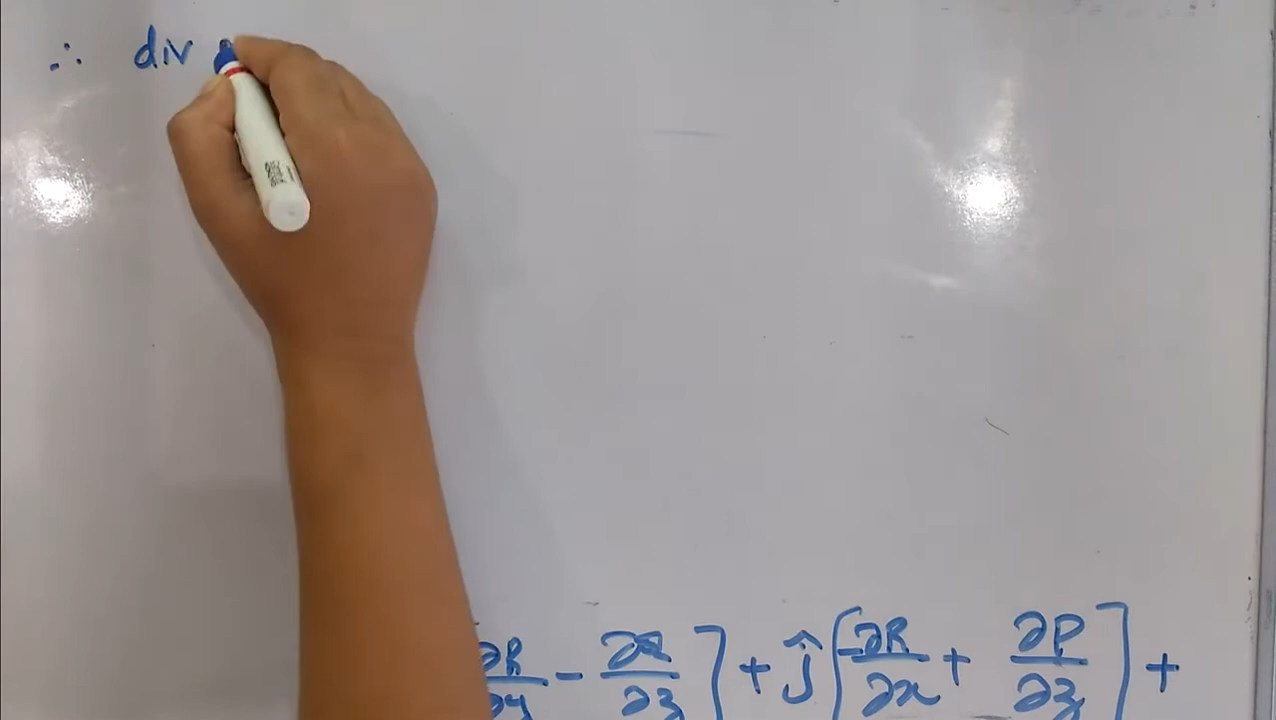 ∴ div
∂R/∂y - ∂Q/∂z ] + ĵ [ -∂R/∂x + ∂P/∂z ] +